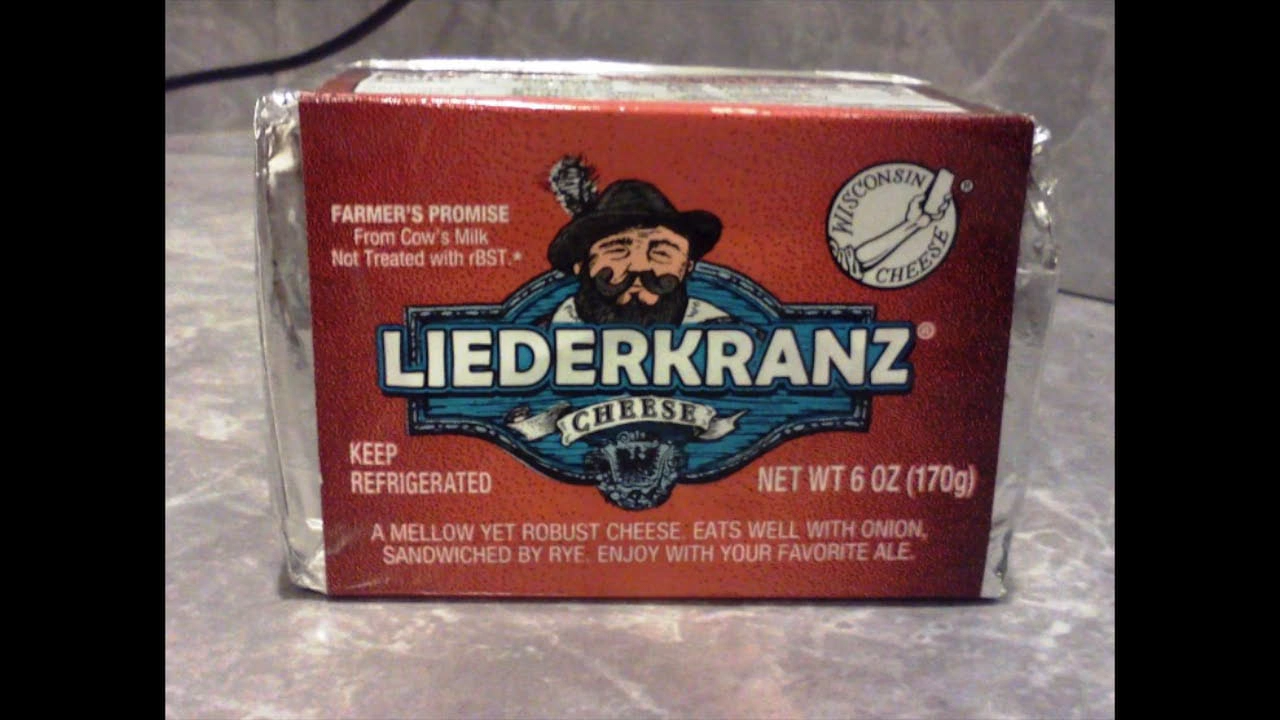 FARMER'S PROMISE
From Cow's Milk
Not Treated with rBST.*
WISCONSIN
CHEESE
®
LIEDERKRANZ®
CHEESE
KEEP
REFRIGERATED
NET WT 6 OZ (170g)
A MELLOW YET ROBUST CHEESE. EATS WELL WITH ONION,
SANDWICHED BY RYE. ENJOY WITH YOUR FAVORITE ALE.